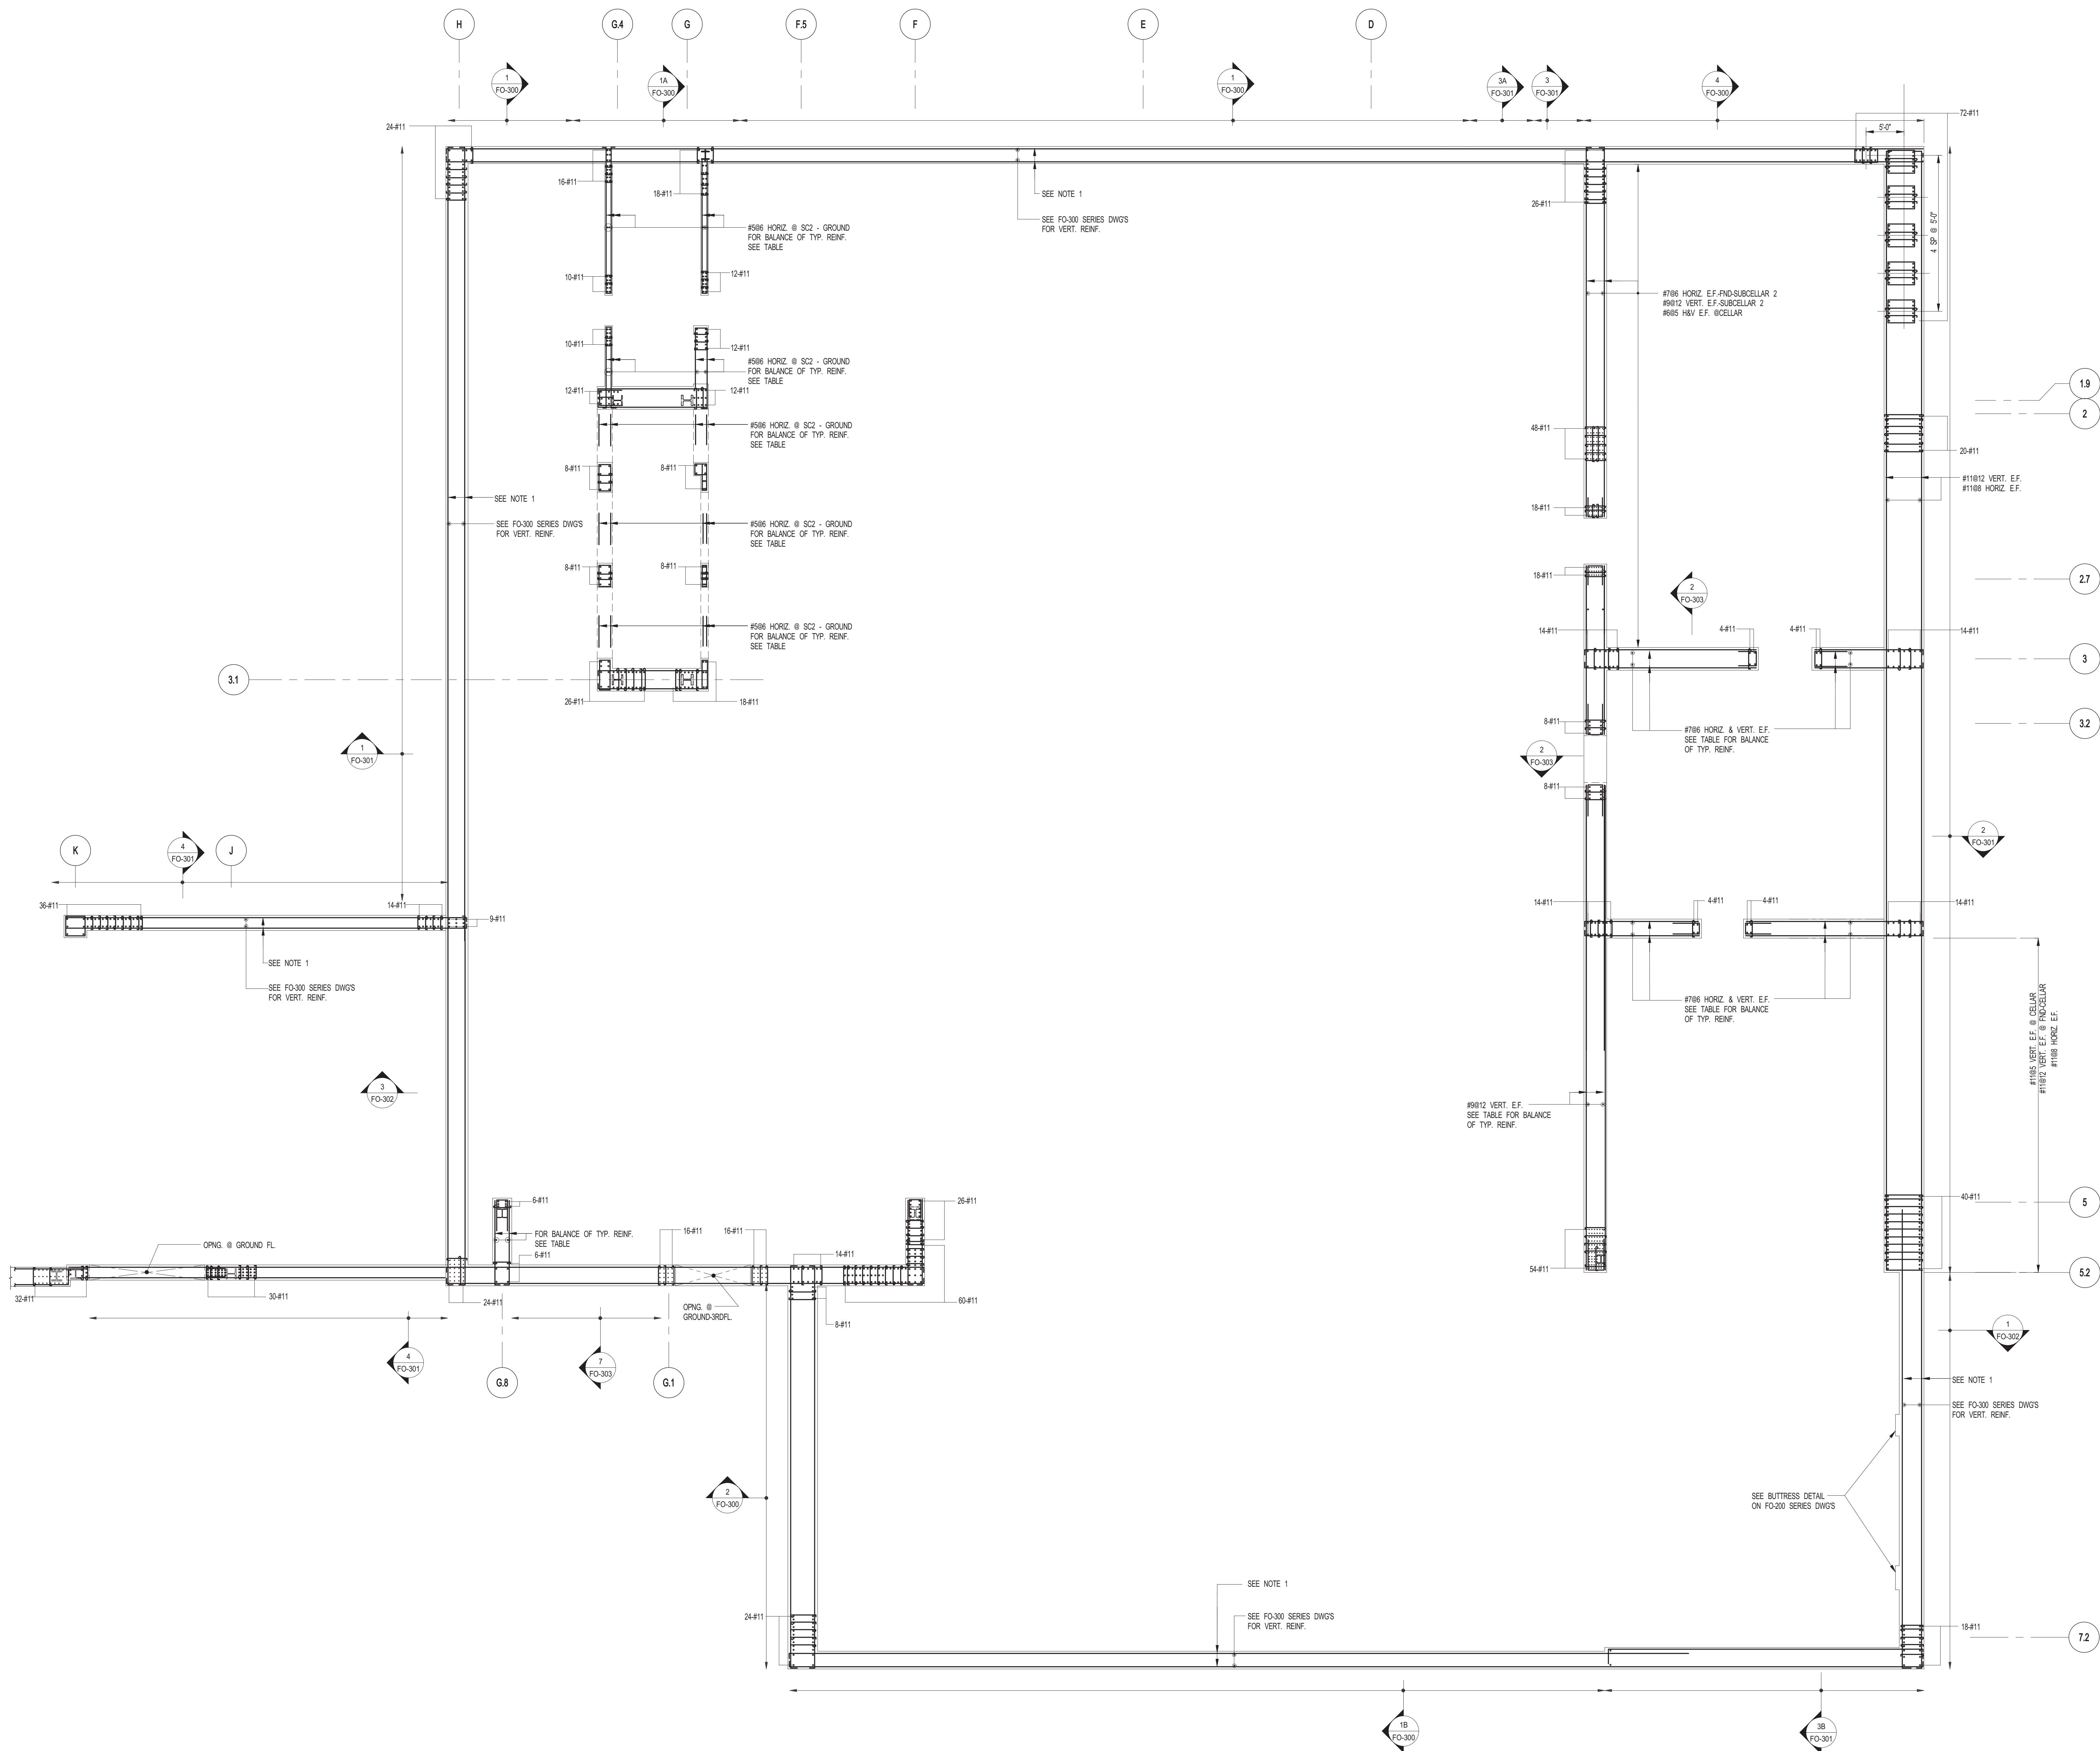 H
G.4
G
F.5
F
E
D
1
FO-300
1A
FO-300
1
FO-300
3A
FO-301
3
FO-301
4
FO-300
72-#11
24-#11
5'-0"
16-#11
18-#11
SEE NOTE 1
26-#11
SEE FO-300 SERIES DWG'S
FOR VERT. REINF.
4 SP @ 5'-0"
#5@6 HORIZ. @ SC2 - GROUND
FOR BALANCE OF TYP. REINF.
SEE TABLE
10-#11
12-#11
#7@6 HORIZ. E.F.-FND-SUBCELLAR 2
#9@12 VERT. E.F.-SUBCELLAR 2
#6@5 H&V E.F. @CELLAR
10-#11
12-#11
#5@6 HORIZ. @ SC2 - GROUND
FOR BALANCE OF TYP. REINF.
SEE TABLE
12-#11
12-#11
1.9
2
#5@6 HORIZ. @ SC2 - GROUND
FOR BALANCE OF TYP. REINF.
SEE TABLE
48-#11
20-#11
8-#11
8-#11
#11@12 VERT. E.F.
#11@8 HORIZ. E.F.
SEE NOTE 1
18-#11
SEE FO-300 SERIES DWG'S
FOR VERT. REINF.
#5@6 HORIZ. @ SC2 - GROUND
FOR BALANCE OF TYP. REINF.
SEE TABLE
8-#11
8-#11
18-#11
2
FO-303
2.7
#5@6 HORIZ. @ SC2 - GROUND
FOR BALANCE OF TYP. REINF.
SEE TABLE
14-#11
4-#11
4-#11
14-#11
3
3.1
26-#11
18-#11
8-#11
3.2
#7@6 HORIZ. & VERT. E.F.
SEE TABLE FOR BALANCE
OF TYP. REINF.
1
FO-301
2
FO-303
8-#11
2
FO-301
K
4
FO-301
J
36-#11
14-#11
9-#11
14-#11
4-#11
4-#11
14-#11
SEE NOTE 1
SEE FO-300 SERIES DWG'S
FOR VERT. REINF.
#7@6 HORIZ. & VERT. E.F.
SEE TABLE FOR BALANCE
OF TYP. REINF.
#11@5 VERT. E.F. @ CELLAR
#11@12 VERT. E.F. @ FND-CELLAR
#11@8 HORIZ. E.F.
3
FO-302
#9@12 VERT. E.F.
SEE TABLE FOR BALANCE
OF TYP. REINF.
6-#11
26-#11
40-#11
5
OPNG. @ GROUND FL.
FOR BALANCE OF TYP. REINF.
SEE TABLE
6-#11
16-#11
16-#11
14-#11
54-#11
5.2
32-#11
30-#11
24-#11
OPNG. @
GROUND-3RDFL.
60-#11
8-#11
4
FO-301
G.8
7
FO-303
G.1
1
FO-302
SEE NOTE 1
SEE FO-300 SERIES DWG'S
FOR VERT. REINF.
2
FO-300
SEE BUTTRESS DETAIL
ON FO-200 SERIES DWG'S
SEE NOTE 1
24-#11
SEE FO-300 SERIES DWG'S
FOR VERT. REINF.
18-#11
7.2
1B
FO-300
3B
FO-301